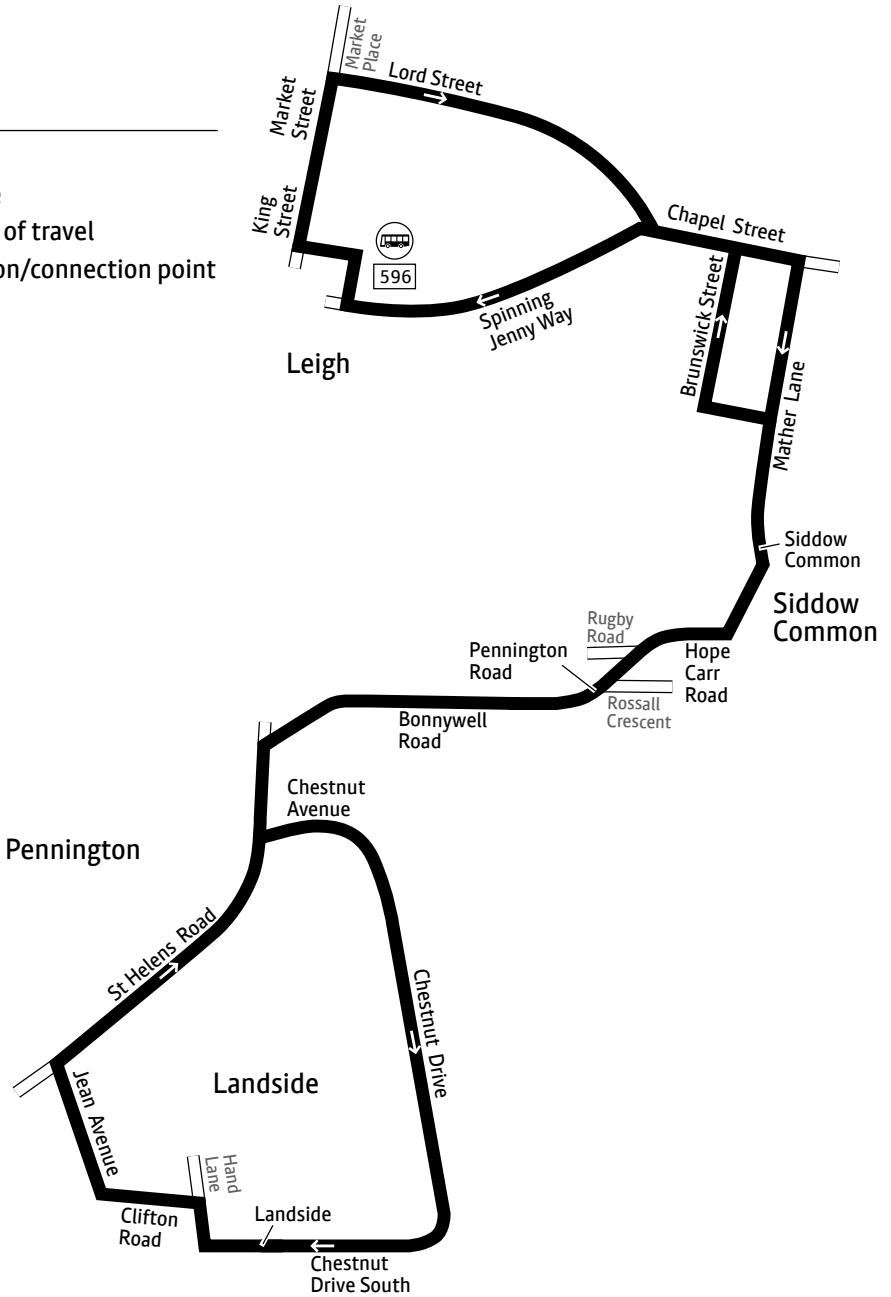 Market
Place
Lord Street
Market
Street
King
Street
of travel
on/connection point
596
Chapel Street
Spinning
Jenny Way
Brunswick Street
Leigh
Mather Lane
Siddow
Common
Siddow
Common
Rugby
Road
Pennington
Road
Hope
Carr
Road
Rossall
Crescent
Bonnywell
Road
Chestnut
Avenue
Pennington
St Helens Road
Chestnut Drive
Landside
Jean Avenue
Hand
Lane
Clifton
Road
Landside
Chestnut
Drive South